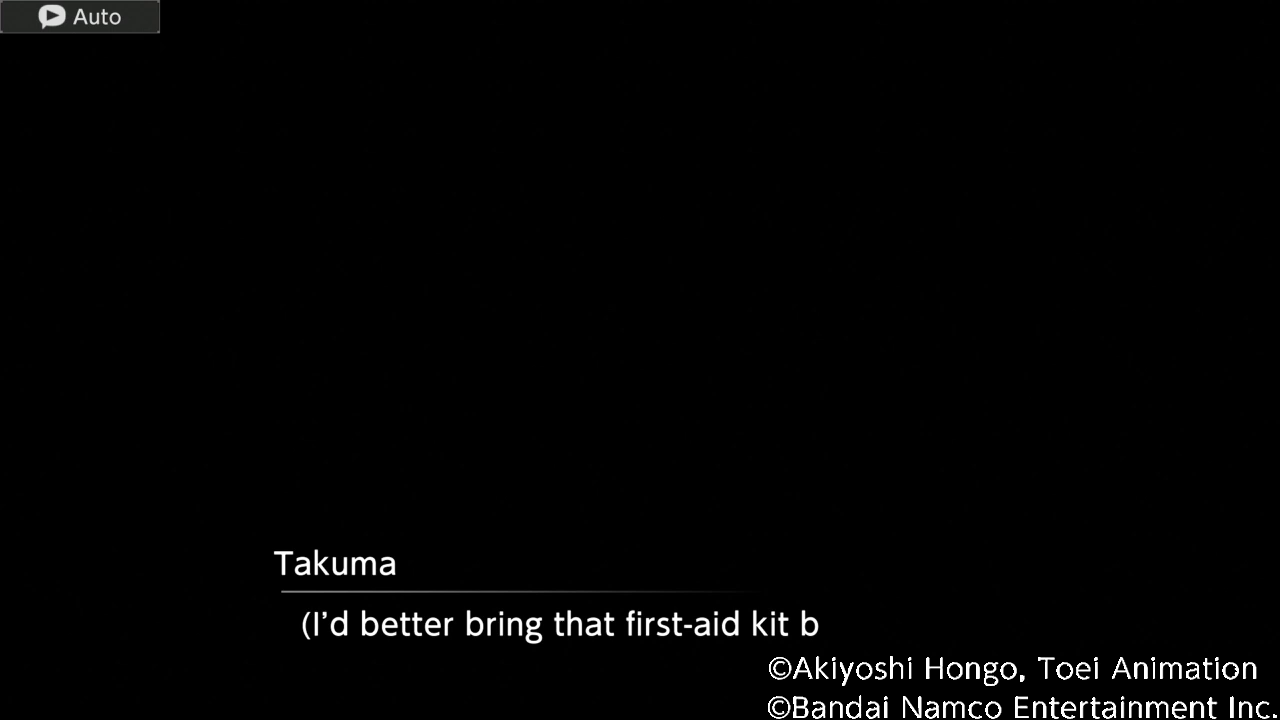 Auto
Takuma
(I'd better bring that first-aid kit b
©Akiyoshi Hongo, Toei Animation
©Bandai Namco Entertainment Inc.